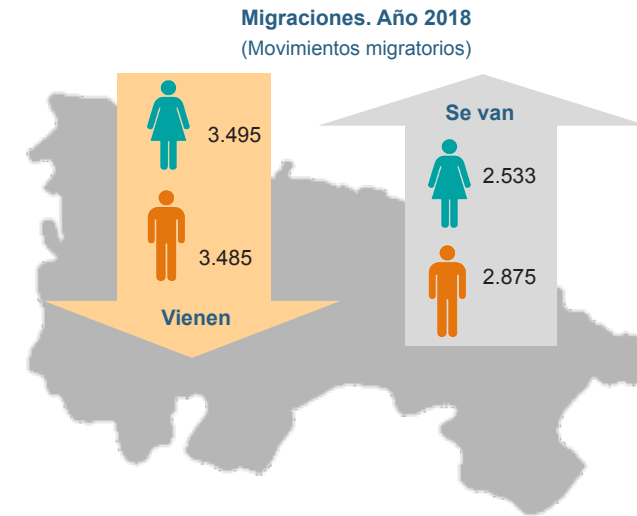 Migraciones. Año 2018
(Movimientos migratorios)
3.495
3.485
Vienen
Se van
2.533
2.875